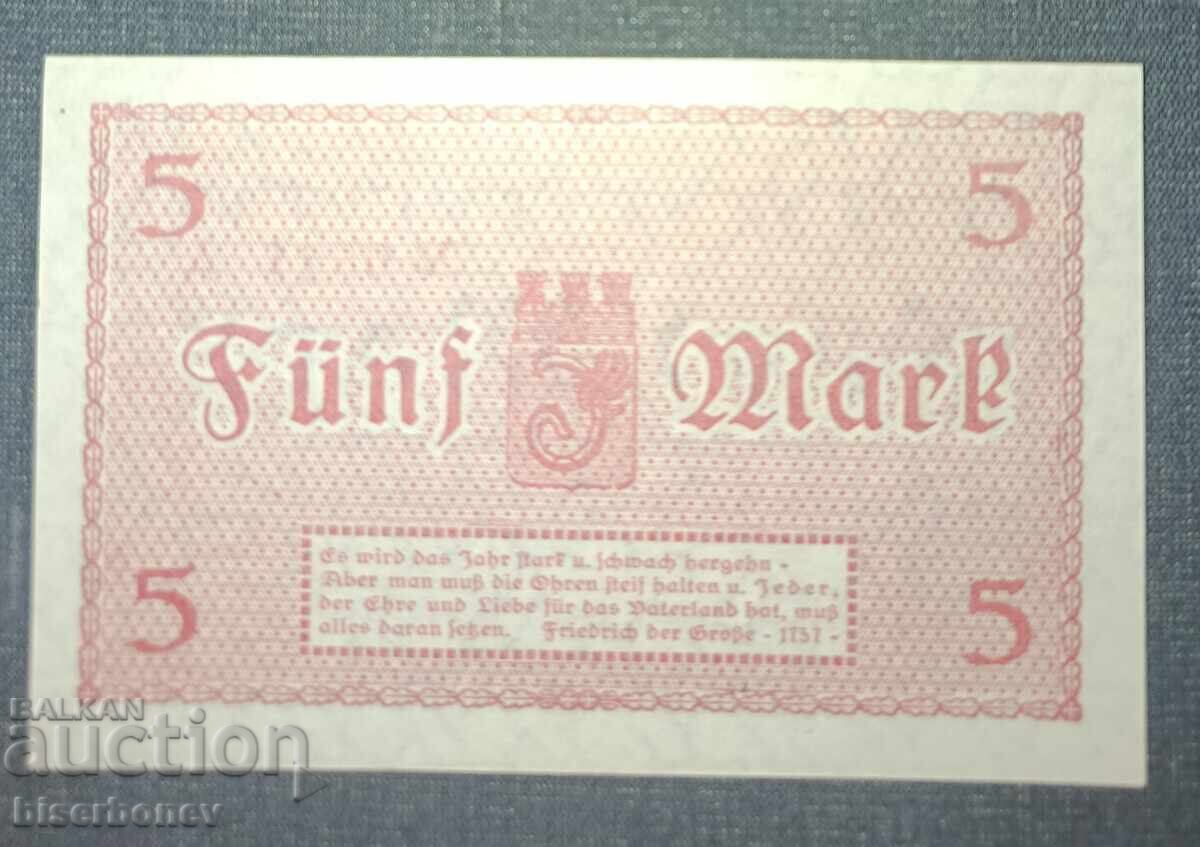 5 5
Fünf Mark
Es wird das Jahr stark u. schwach hergehn -
Aber man muß die Ohren steif halten u. Jeder,
der Ehre und Liebe für das Vaterland hat, muß
alles daran setzen. Friedrich der Große - 1757 -
5 5
BALKAN
auction
biserbonev